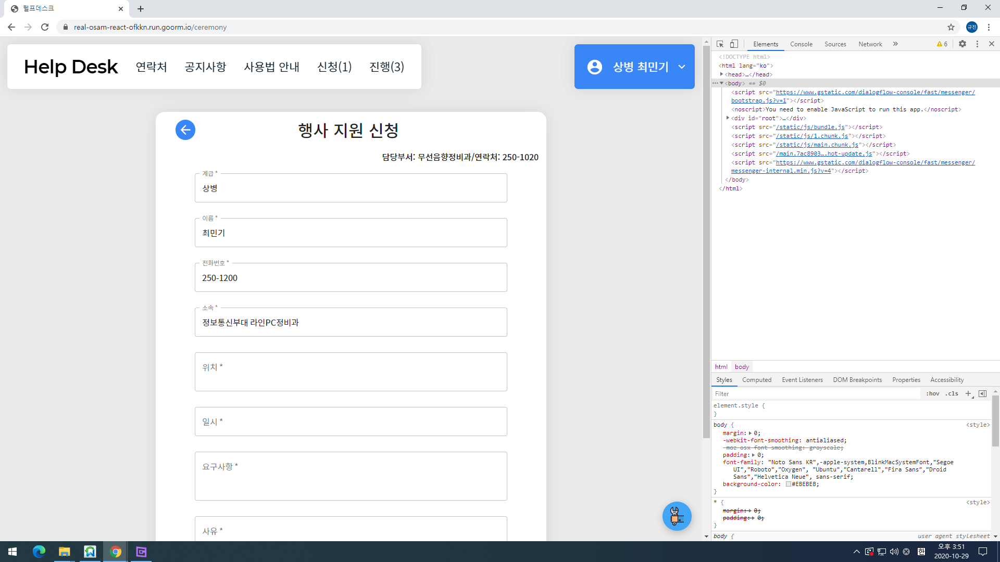 헬프데스크
real-osam-react-ofkkn.run.goorm.io/ceremony
규진
Help Desk
연락처
공지사항
사용법 안내
신청(1)
진행(3)
상병 최민기
행사 지원 신청
담당부서: 무선음향정비과/연락처: 250-1020
계급 *
상병
이름 *
최민기
전화번호 *
250-1200
소속 *
정보통신부대 라인PC정비과
위치 *
일시 *
요구사항 *
사유 *
Elements Console Sources Network » 6
<!DOCTYPE html>
<html lang="ko">
<head>…</head>
<body> == $0
<script src="https://www.gstatic.com/dialogflow-console/fast/messenger/
bootstrap.js?v=1"></script>
<noscript>You need to enable JavaScript to run this app.</noscript>
<div id="root">…</div>
<script src="/static/js/bundle.js"></script>
<script src="/static/js/1.chunk.js"></script>
<script src="/static/js/main.chunk.js"></script>
<script src="/main.7ac8903….hot-update.js"></script>
<script src="https://www.gstatic.com/dialogflow-console/fast/messenger/
messenger-internal.min.js?v=4"></script>
</body>
</html>
html body
Styles Computed Event Listeners DOM Breakpoints Properties Accessibility
Filter :hov .cls
element.style {
}
body { <style>
margin: 0;
-webkit-font-smoothing: antialiased;
-moz-osx-font-smoothing: grayscale;
padding: 0;
font-family: "Noto Sans KR",-apple-system,BlinkMacSystemFont,"Segoe
UI","Roboto","Oxygen", "Ubuntu","Cantarell","Fira Sans","Droid
Sans","Helvetica Neue", sans-serif;
background-color: #EBEBEB;
}
* { <style>
margin: 0;
padding: 0;
}
body { user agent stylesheet
한
오후 3:51
2020-10-29